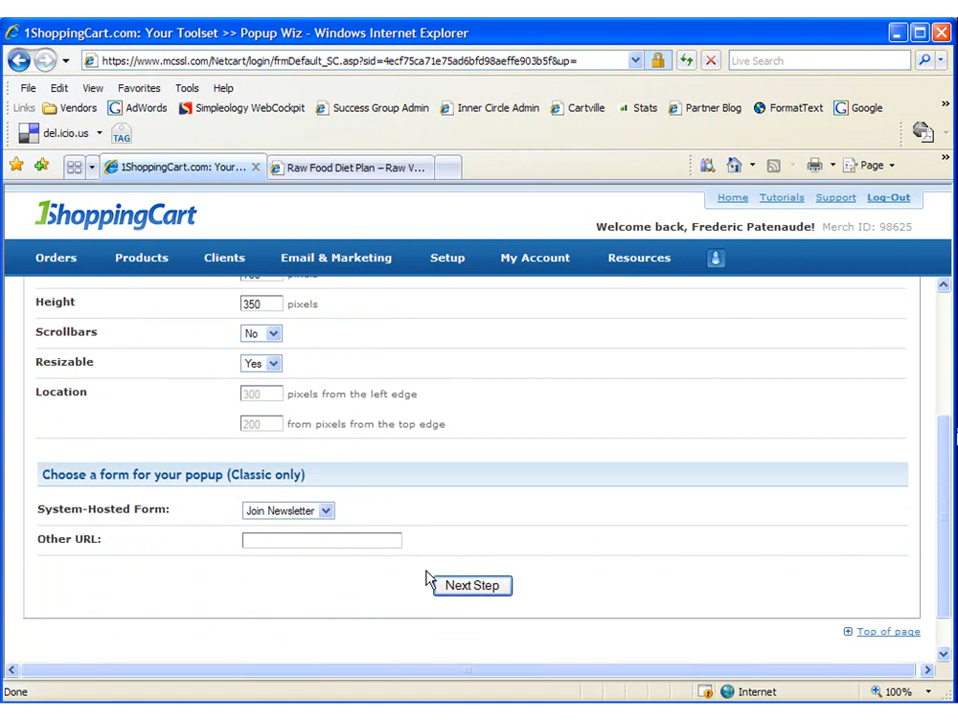 1ShoppingCart.com: Your Toolset >> Popup Wiz - Windows Internet Explorer
https://www.mcssl.com/Netcart/login/frmDefault_SC.asp?sid=4ecf75ca71e75ad6bfd98aeffe903b5f&up=
Live Search
File Edit View Favorites Tools Help
Links Vendors AdWords Simpleology WebCockpit Success Group Admin Inner Circle Admin Cartville Stats Partner Blog FormatText Google »
del.icio.us TAG
1ShoppingCart.com: Your... Raw Food Diet Plan – Raw V... Page »
Home Tutorials Support Log-Out
1ShoppingCart
Welcome back, Frederic Patenaude! Merch ID: 98625
Orders Products Clients Email & Marketing Setup My Account Resources
pixels
Height 350 pixels
Scrollbars No
Resizable Yes
Location 300 pixels from the left edge
200 from pixels from the top edge
Choose a form for your popup (Classic only)
System-Hosted Form: Join Newsletter
Other URL:
Next Step
Top of page
Done Internet 100%